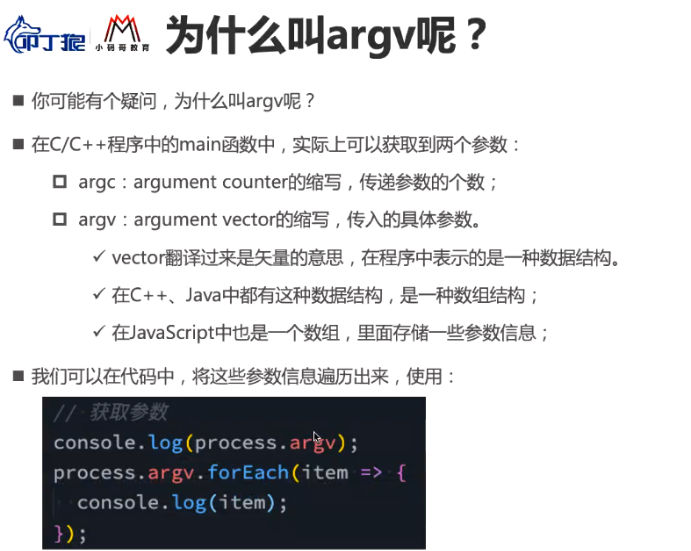 叩丁狼
小码哥教育
为什么叫argv呢？
■ 你可能有个疑问，为什么叫argv呢？
■ 在C/C++程序中的main函数中，实际上可以获取到两个参数：
argc：argument counter的缩写，传递参数的个数；
argv：argument vector的缩写，传入的具体参数。
✓ vector翻译过来是矢量的意思，在程序中表示的是一种数据结构。
✓ 在C++、Java中都有这种数据结构，是一种数组结构；
✓ 在JavaScript中也是一个数组，里面存储一些参数信息；
■ 我们可以在代码中，将这些参数信息遍历出来，使用：
// 获取参数
console.log(process.argv);
process.argv.forEach(item => {
  console.log(item);
});